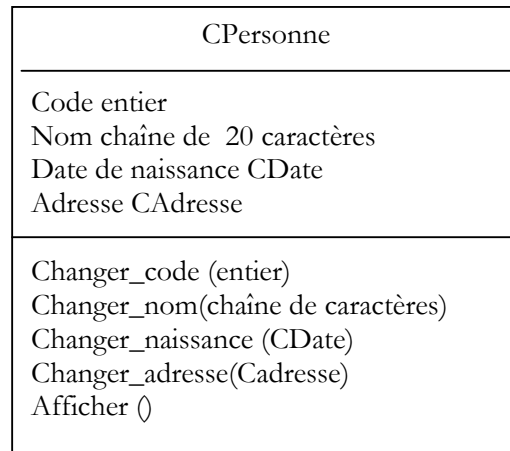 CPersonne
Code entier
Nom chaîne de 20 caractères
Date de naissance CDate
Adresse CAdresse
Changer_code (entier)
Changer_nom(chaîne de caractères)
Changer_naissance (CDate)
Changer_adresse(Cadresse)
Afficher ()